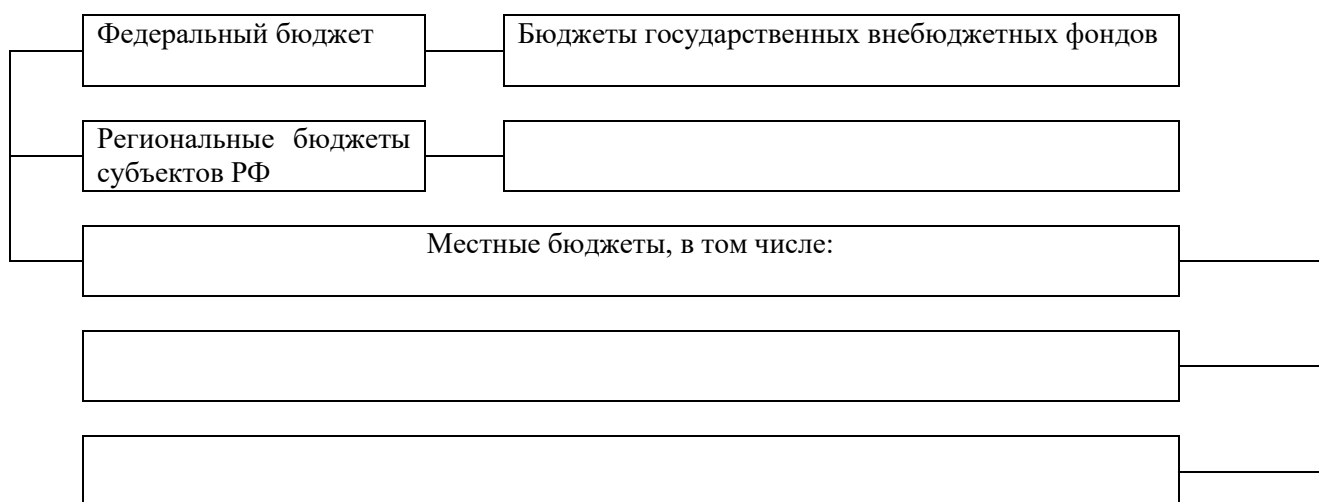 Федеральный бюджет
Бюджеты государственных внебюджетных фондов
Региональные бюджеты
субъектов РФ
Местные бюджеты, в том числе: